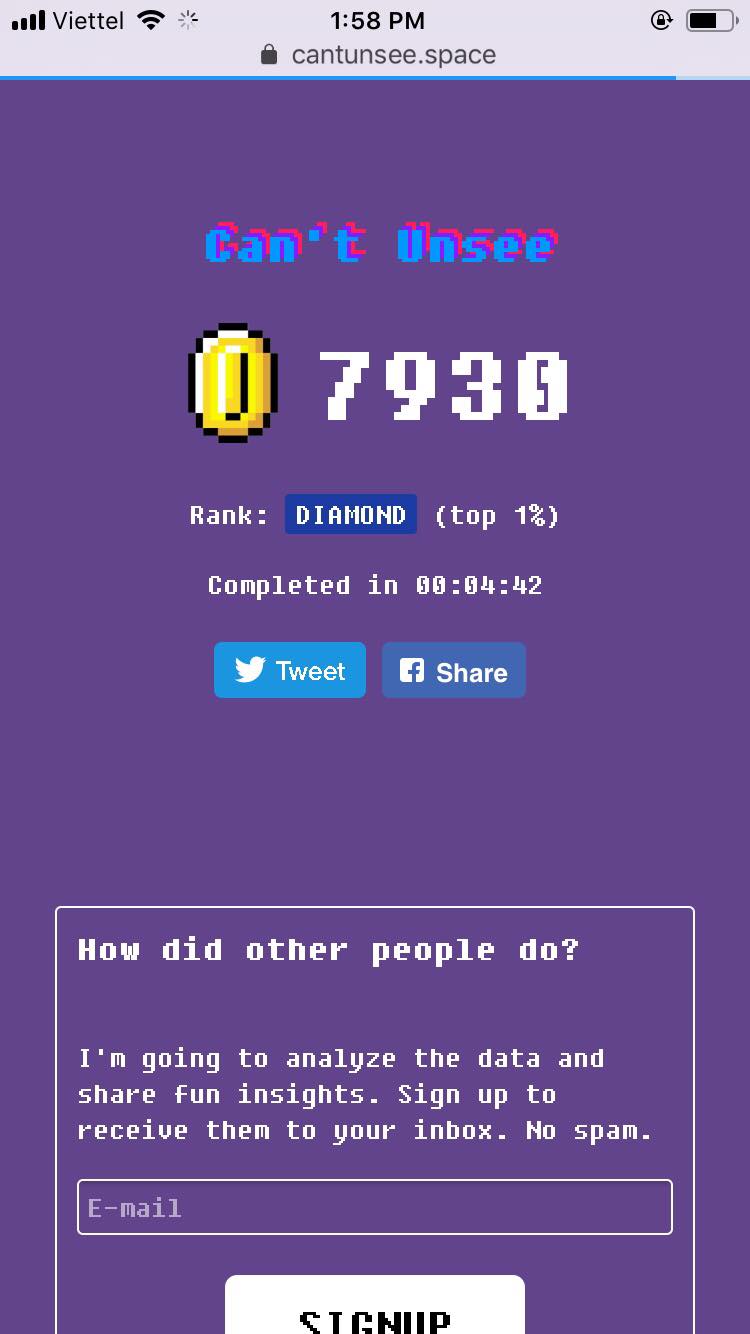 Viettel 1:58 PM
cantunsee.space
Can't Unsee
7930
Rank: DIAMOND (top 1%)
Completed in 00:04:42
Tweet Share
How did other people do?
I'm going to analyze the data and
share fun insights. Sign up to
receive them to your inbox. No spam.
E-mail
SIGNUP